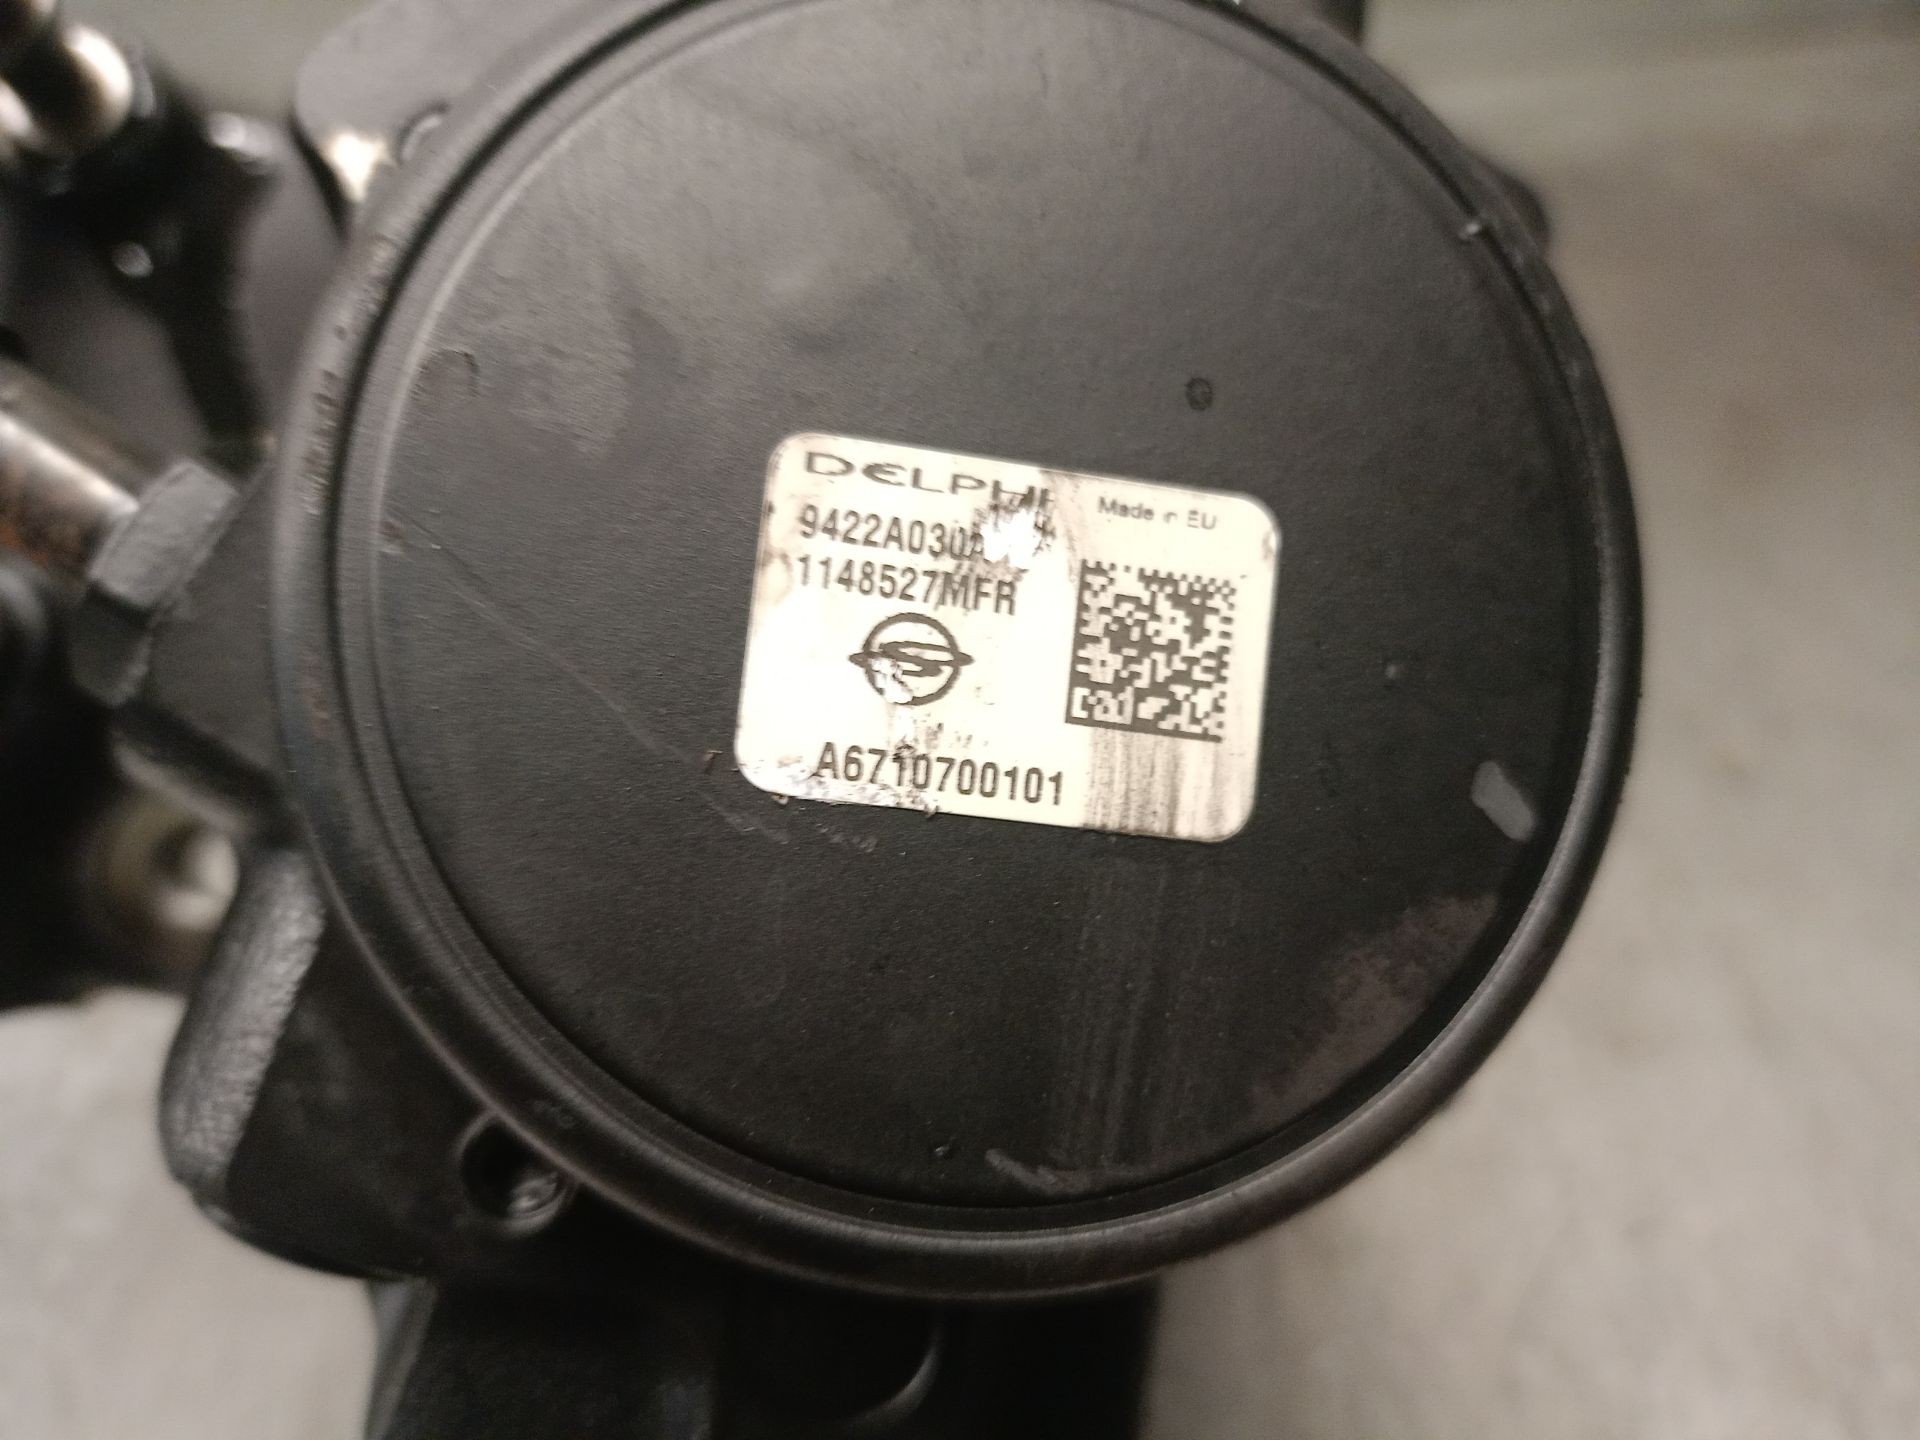 DELPHI
Made in EU
9422A030A
1148527MFR
A6710700101